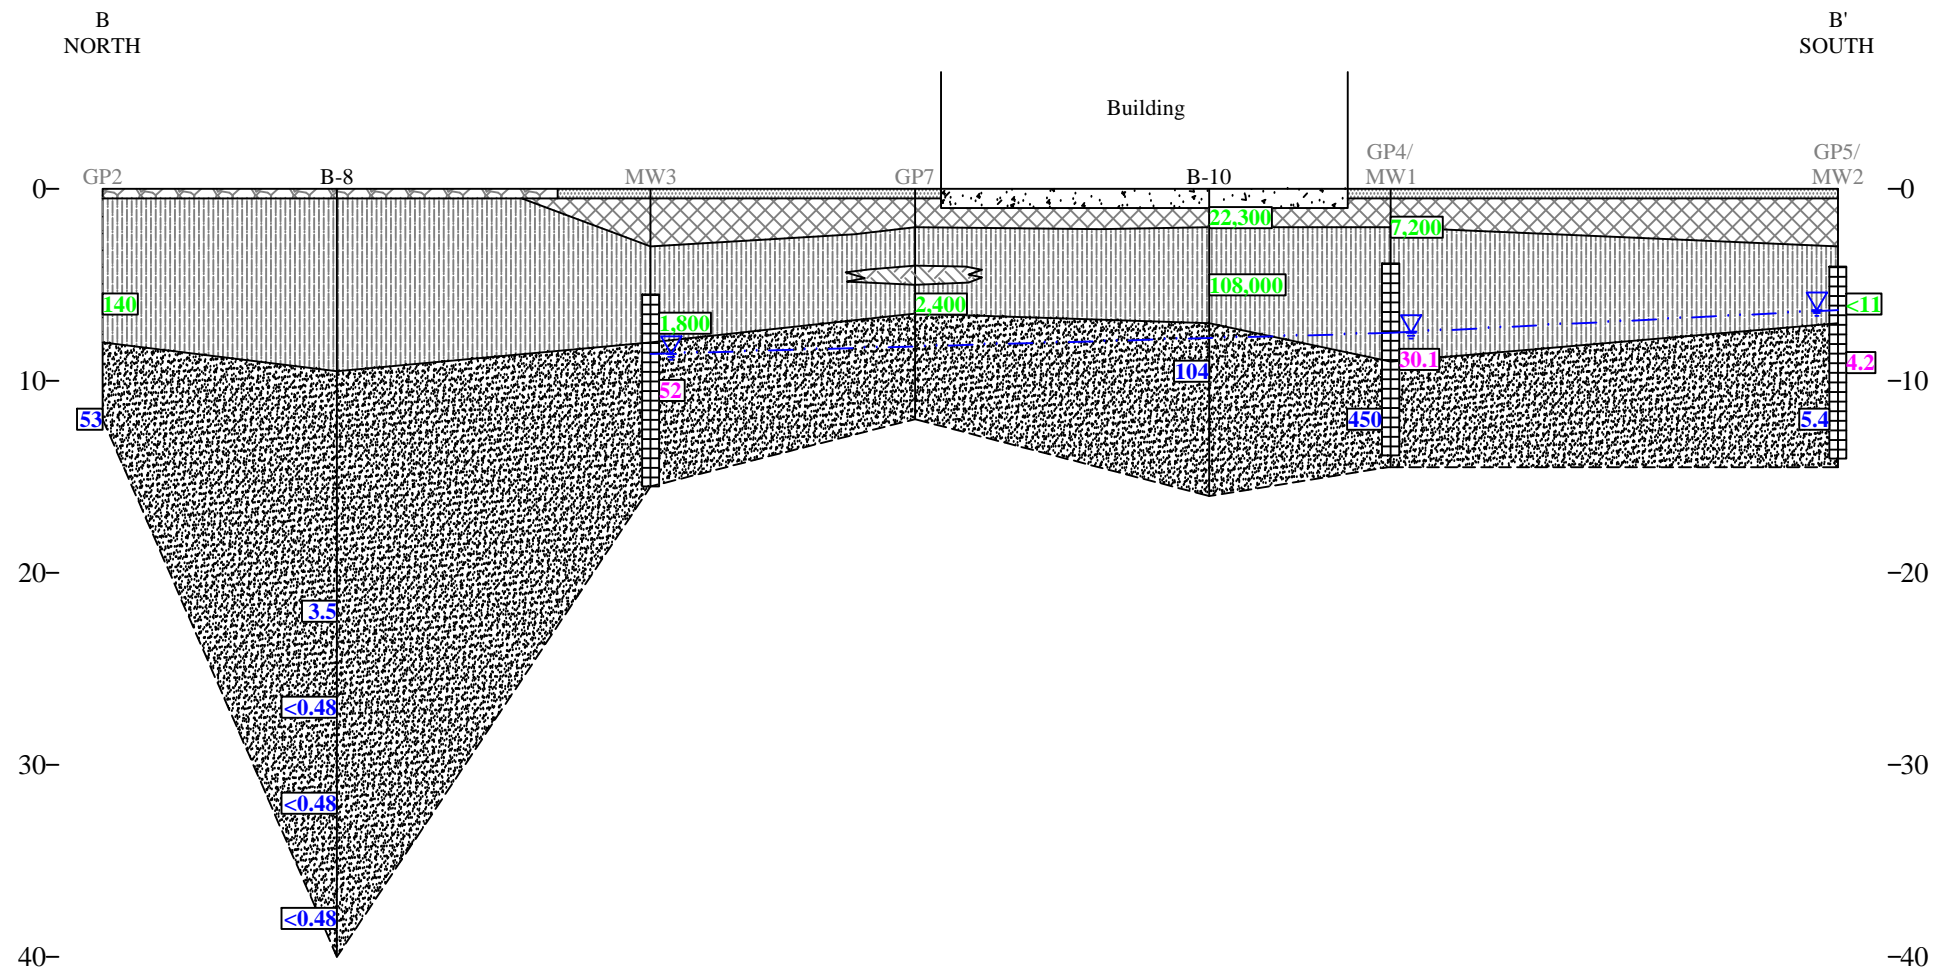 B
NORTH
B'
SOUTH
Building
GP2
B-8
MW3
GP7
B-10
GP4/
MW1
GP5/
MW2
0
0
22,300
7,200
108,000
140
1,800
2,400
<11
30.1
4.2
10
52
104
10
53
450
5.4
20
20
3.5
<0.48
30
30
<0.48
<0.48
40
40